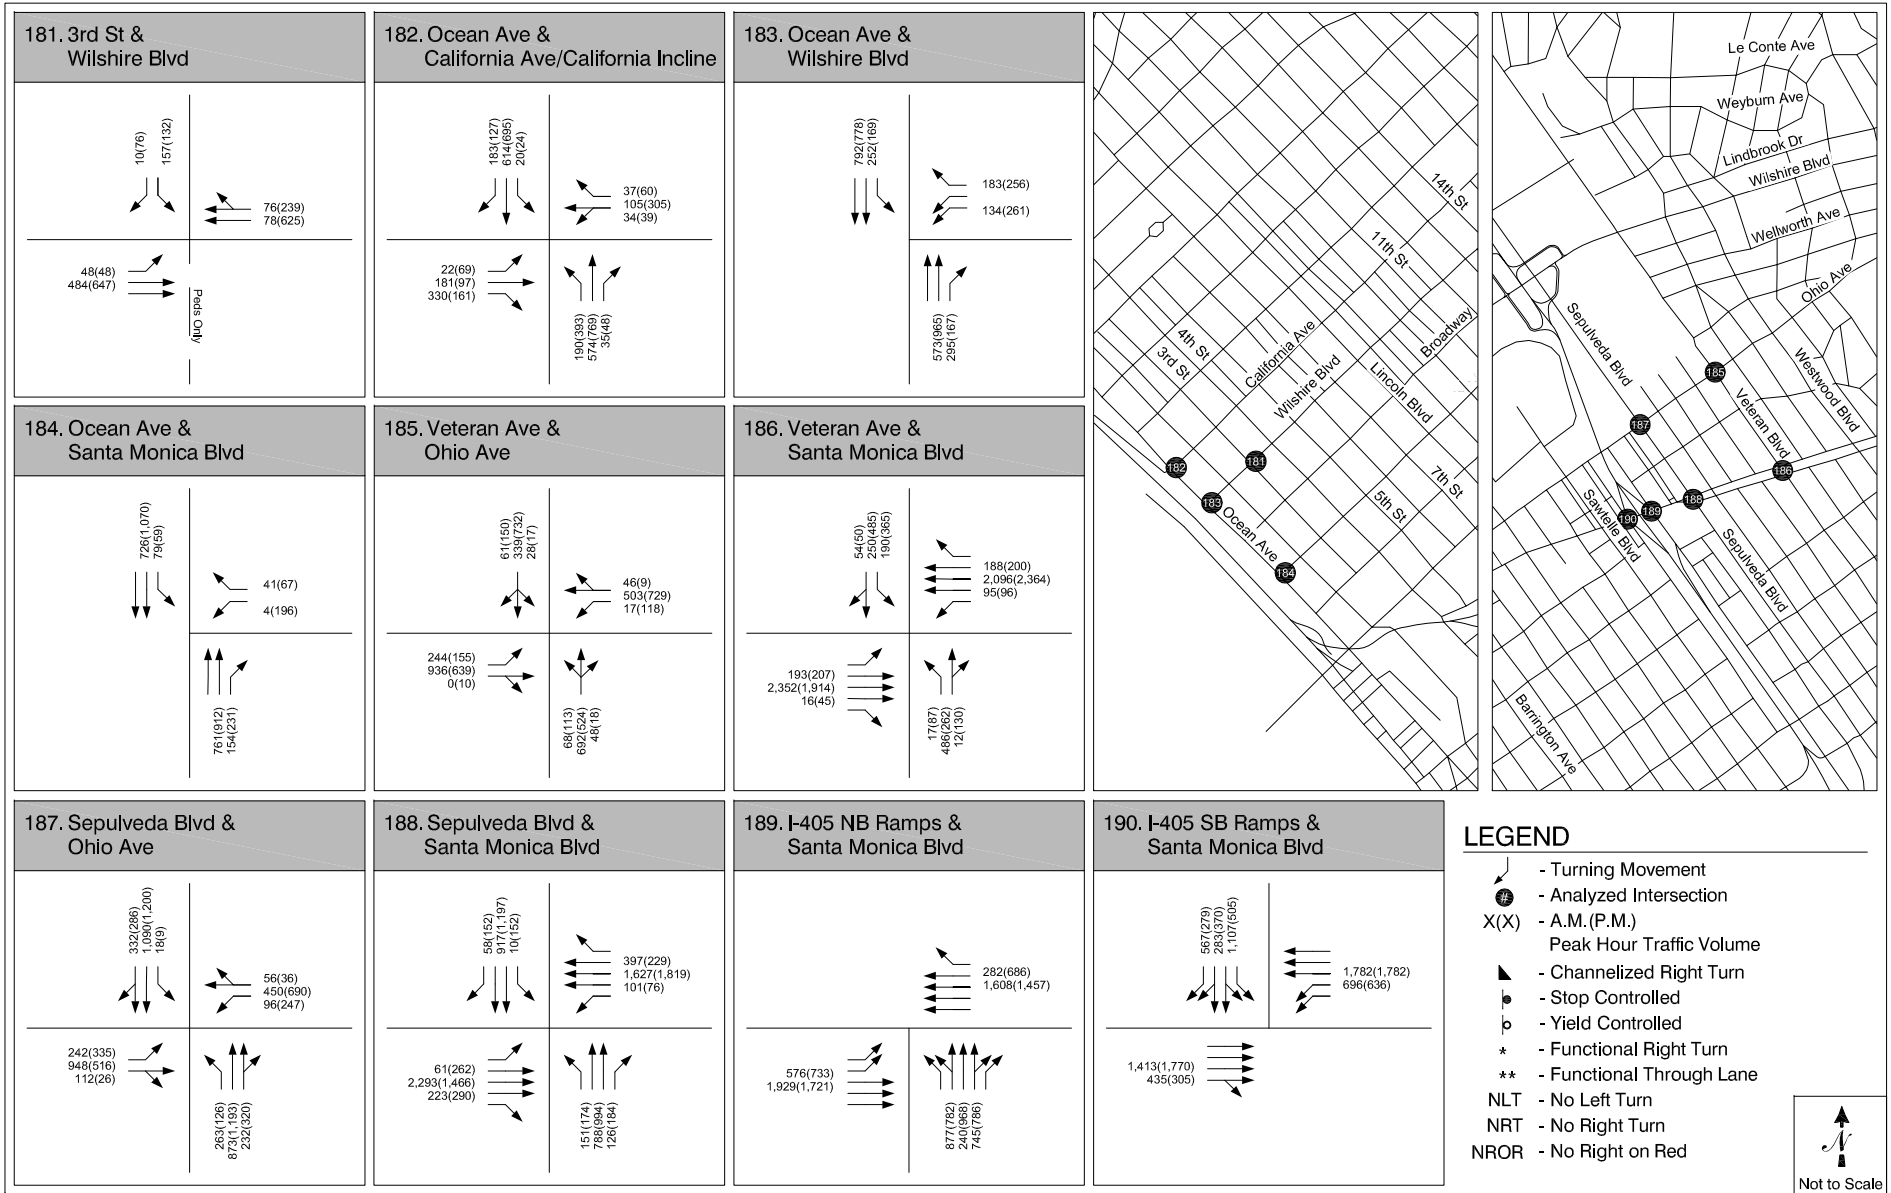 181. 3rd St &
Wilshire Blvd
10(76)
157(132)
76(239)
78(625)
48(48)
484(647)
Peds Only
182. Ocean Ave &
California Ave/California Incline
183(127)
614(695)
20(24)
37(60)
105(305)
34(39)
22(69)
181(97)
330(161)
190(393)
574(769)
35(48)
183. Ocean Ave &
Wilshire Blvd
792(778)
252(169)
183(256)
134(261)
573(965)
295(167)
184. Ocean Ave &
Santa Monica Blvd
726(1,070)
79(59)
41(67)
4(196)
761(912)
154(231)
185. Veteran Ave &
Ohio Ave
61(150)
339(732)
28(17)
46(9)
503(729)
17(118)
244(155)
936(639)
0(10)
68(113)
692(524)
48(18)
186. Veteran Ave &
Santa Monica Blvd
54(50)
250(485)
190(365)
188(200)
2,096(2,364)
95(96)
193(207)
2,352(1,914)
16(45)
17(87)
486(262)
12(130)
187. Sepulveda Blvd &
Ohio Ave
332(286)
1,090(1,200)
18(9)
56(36)
450(690)
96(247)
242(335)
948(516)
112(26)
263(126)
873(1,193)
232(320)
188. Sepulveda Blvd &
Santa Monica Blvd
58(152)
917(1,197)
10(152)
397(229)
1,627(1,819)
101(76)
61(262)
2,293(1,466)
223(290)
151(174)
788(994)
126(184)
189. I-405 NB Ramps &
Santa Monica Blvd
282(686)
1,608(1,457)
576(733)
1,929(1,721)
877(782)
240(968)
745(786)
190. I-405 SB Ramps &
Santa Monica Blvd
567(279)
283(370)
1,107(505)
1,782(1,782)
696(636)
1,413(1,770)
435(305)
14th St
11th St
4th St
3rd St
California Ave
Wilshire Blvd
Lincoln Blvd
Broadway
7th St
5th St
Ocean Ave
181
182
183
184
Le Conte Ave
Weyburn Ave
Lindbrook Dr
Wilshire Blvd
Wellworth Ave
Ohio Ave
Sepulveda Blvd
Westwood Blvd
Veteran Blvd
Sawtelle Blvd
Sepulveda Blvd
Barrington Ave
185
187
186
188
189
190
LEGEND
- Turning Movement
# - Analyzed Intersection
X(X) - A.M.(P.M.)
Peak Hour Traffic Volume
- Channelized Right Turn
- Stop Controlled
- Yield Controlled
* - Functional Right Turn
** - Functional Through Lane
NLT - No Left Turn
NRT - No Right Turn
NROR - No Right on Red
N
Not to Scale